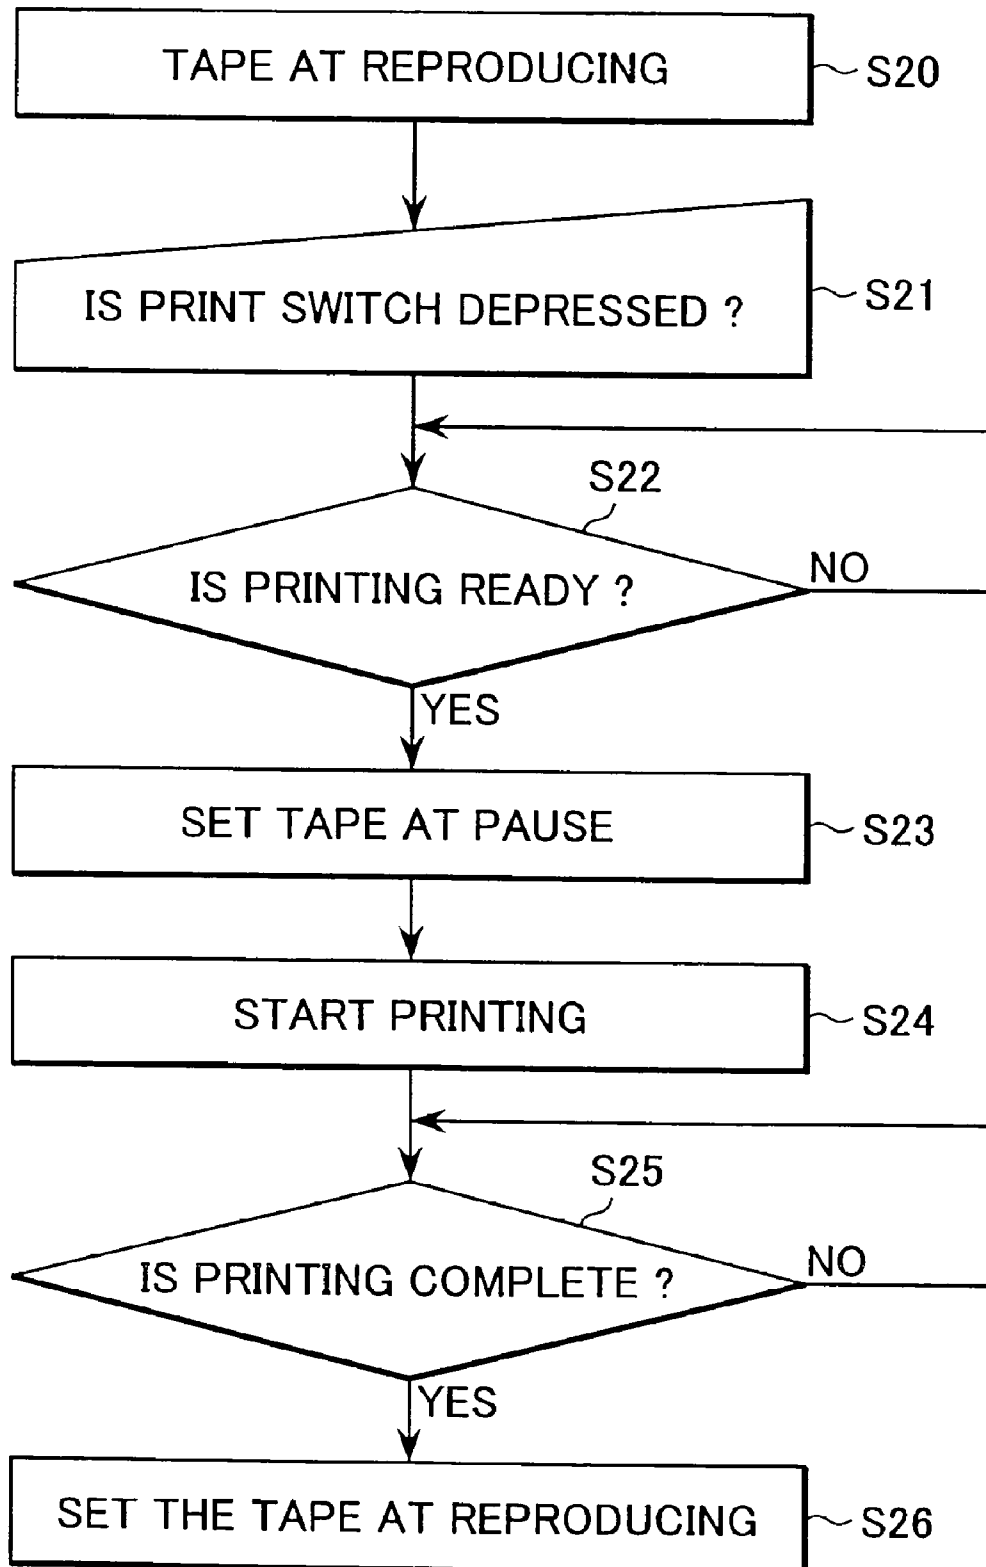 TAPE AT REPRODUCING
S20
IS PRINT SWITCH DEPRESSED ?
S21
S22
IS PRINTING READY ?
NO
YES
SET TAPE AT PAUSE
S23
START PRINTING
S24
S25
IS PRINTING COMPLETE ?
NO
YES
SET THE TAPE AT REPRODUCING
S26